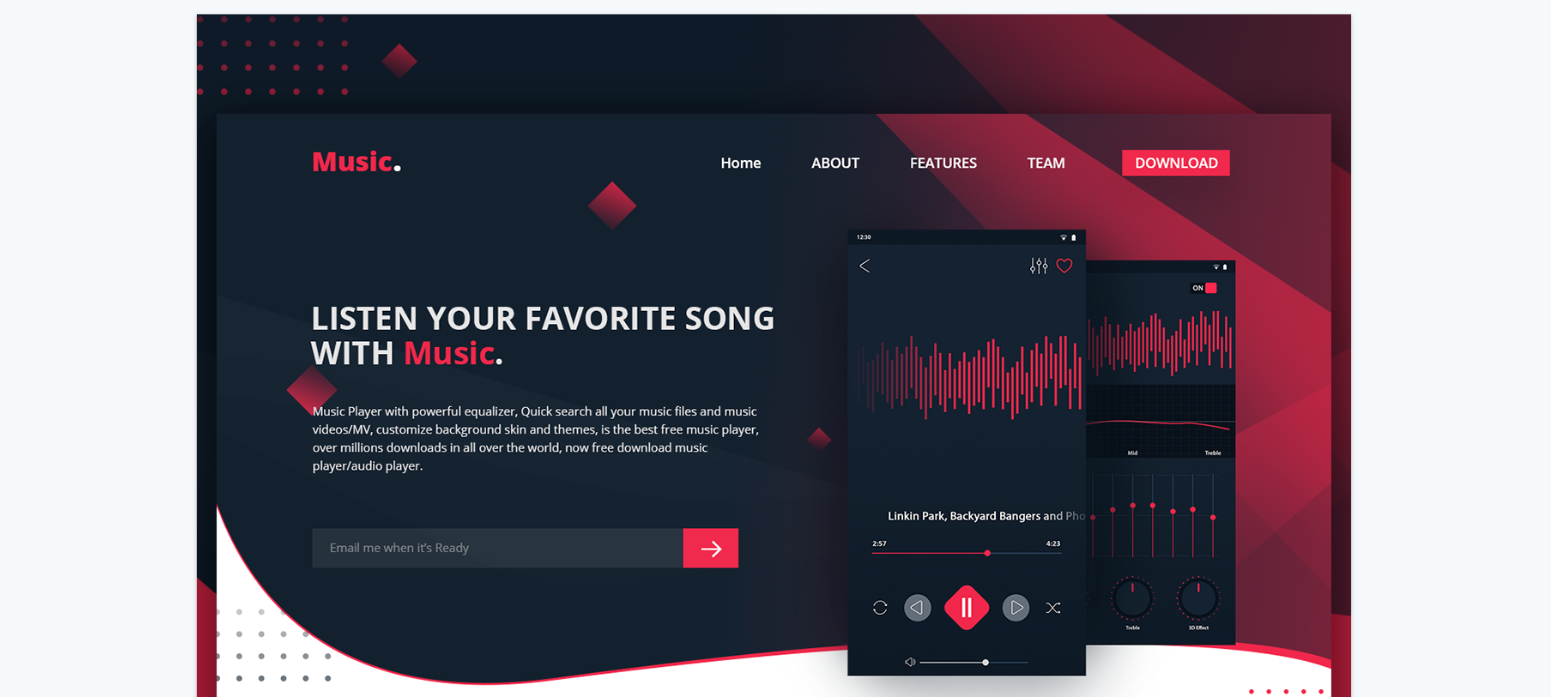 Music.
Home ABOUT FEATURES TEAM DOWNLOAD
LISTEN YOUR FAVORITE SONG
WITH Music.
Music Player with powerful equalizer, Quick search all your music files and music
videos/MV, customize background skin and themes, is the best free music player,
over millions downloads in all over the world, now free download music
player/audio player.
Email me when it's Ready
12:30
Linkin Park, Backyard Bangers and Pho
2:57 4:23
ON
Mid Treble
Treble 3D Effect